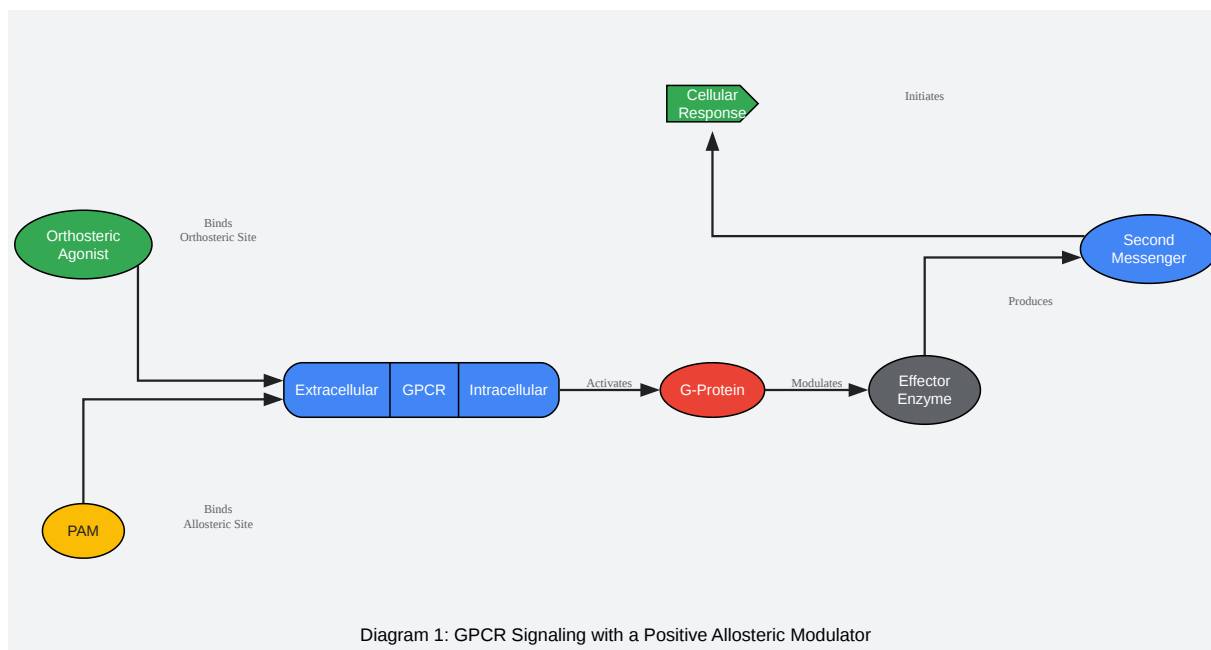 Cellular
Response
Initiates
Binds
Orthosteric Site
Orthosteric
Agonist
Second
Messenger
Produces
Extracellular
GPCR
Intracellular
Activates
G-Protein
Modulates
Effector
Enzyme
Binds
Allosteric Site
PAM
Diagram 1: GPCR Signaling with a Positive Allosteric Modulator